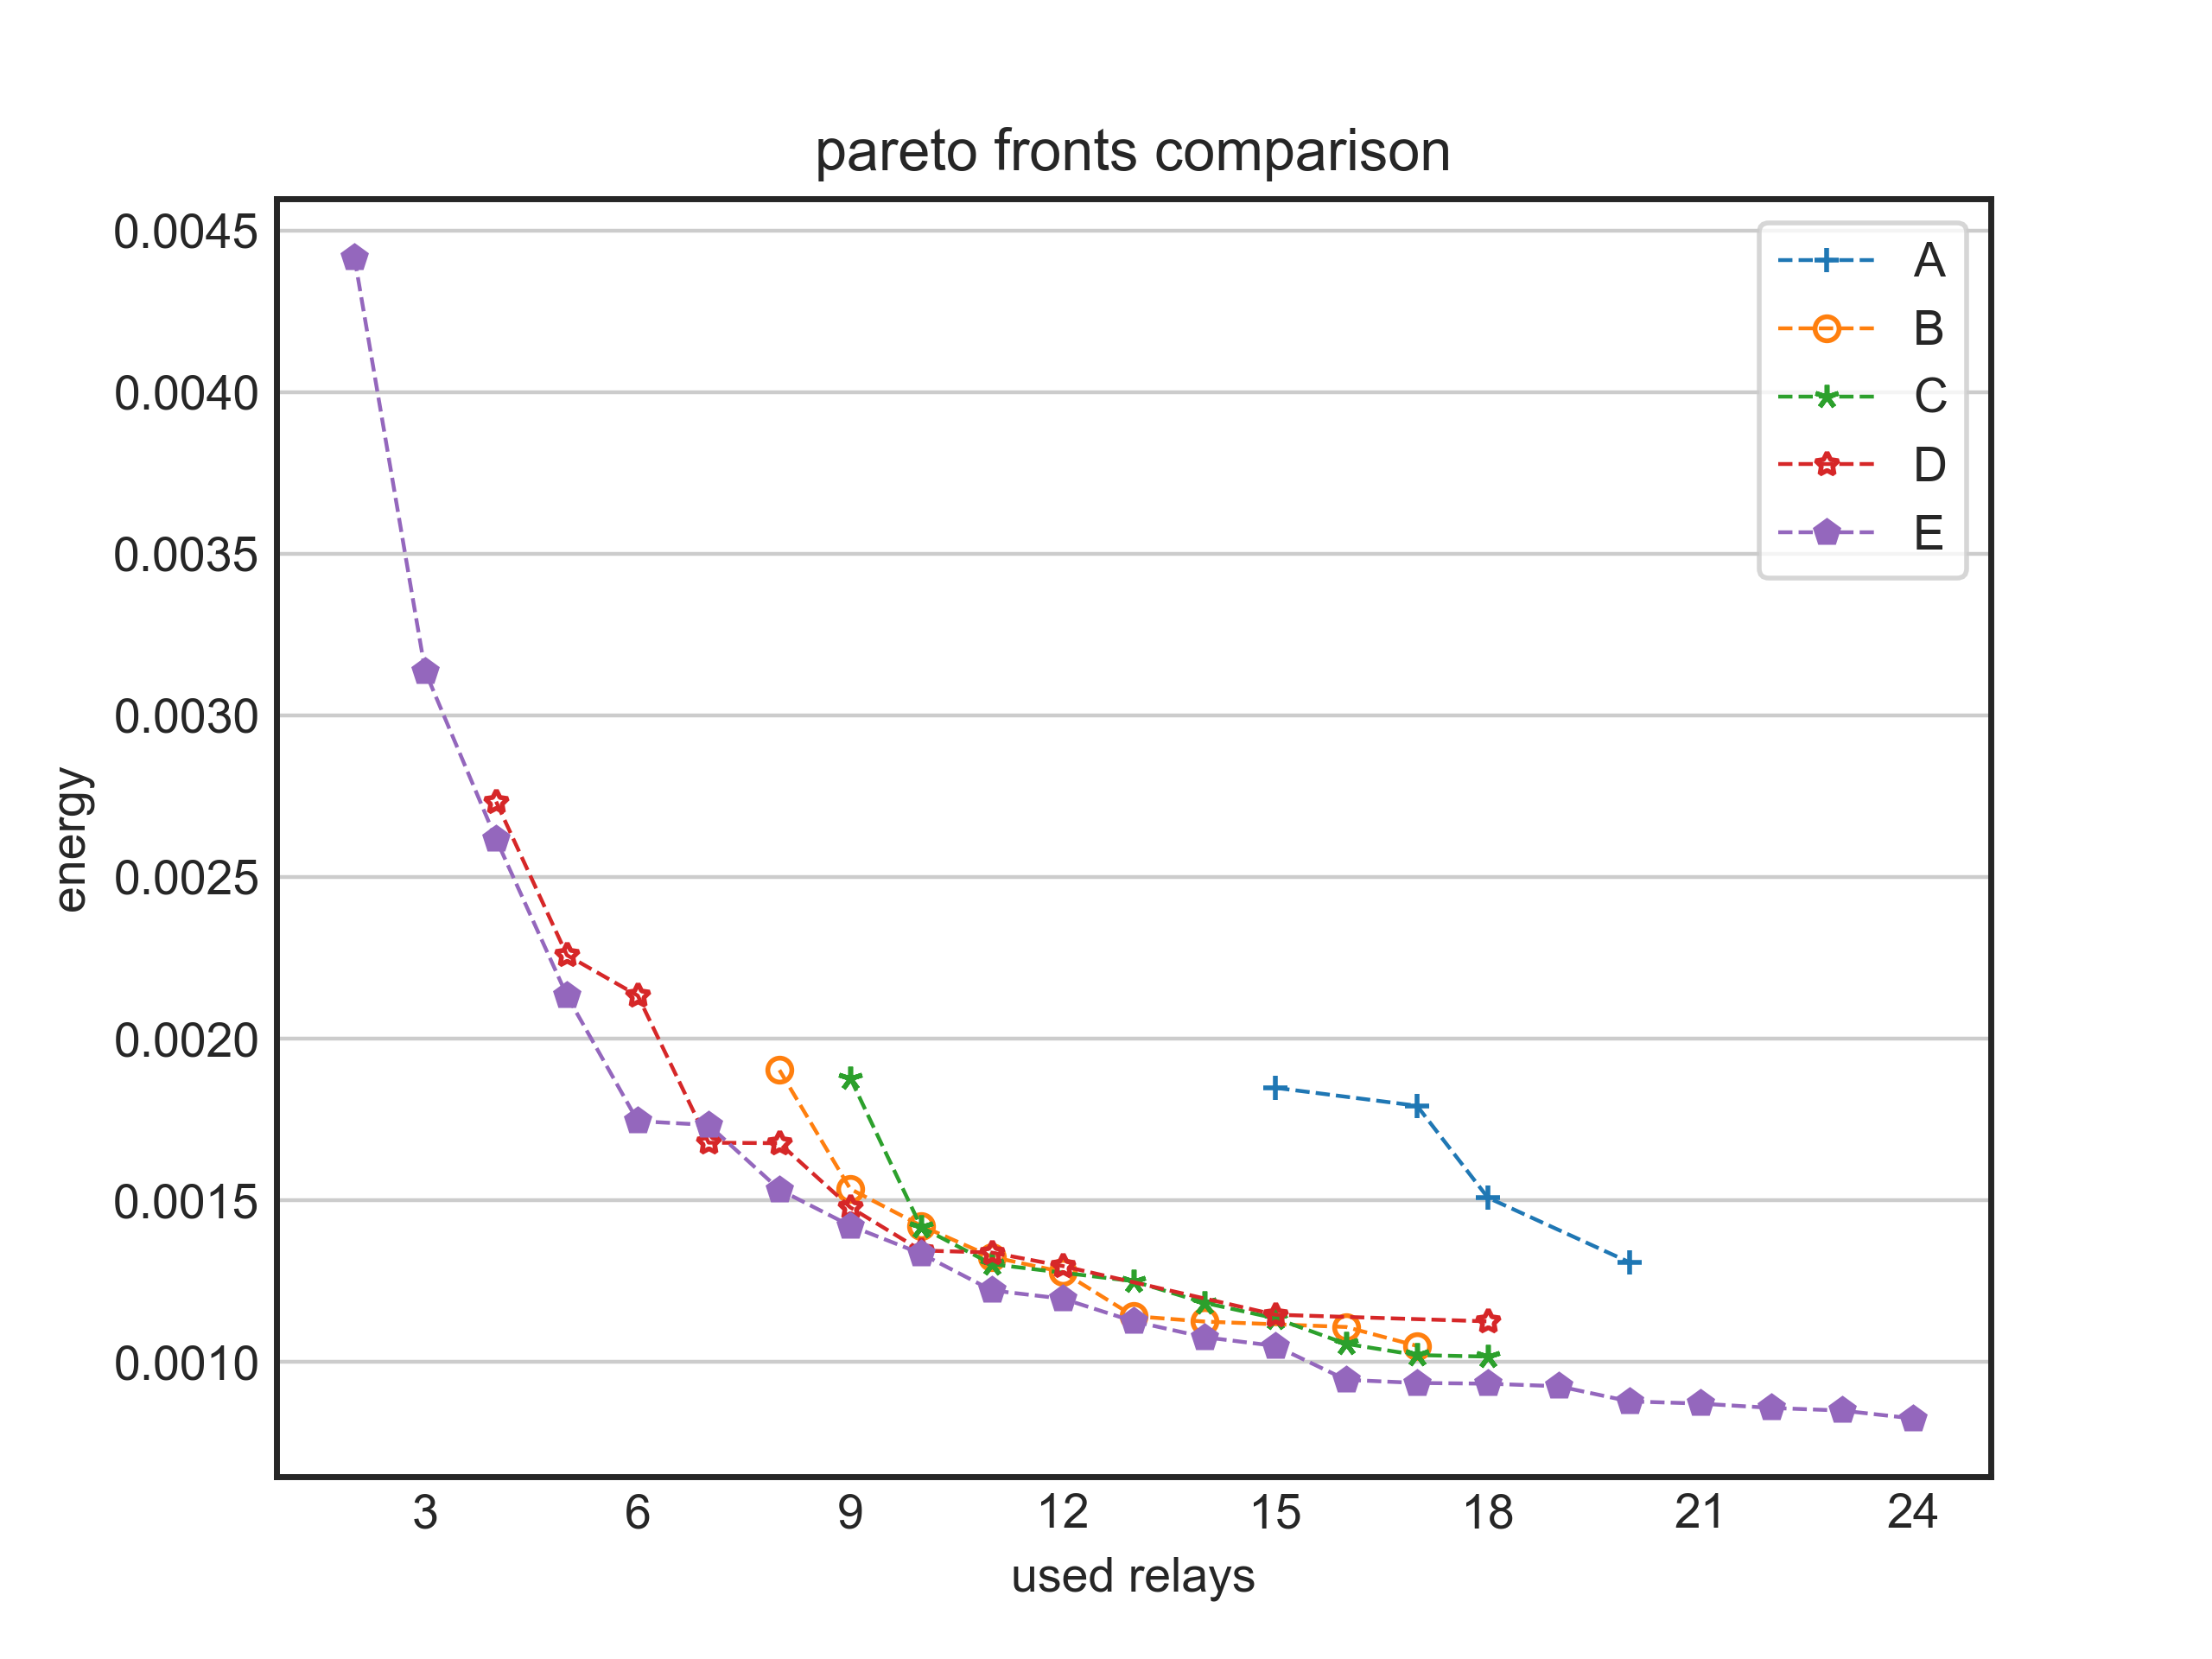 pareto fronts comparison
0.0045
0.0040
0.0035
0.0030
0.0025
0.0020
0.0015
0.0010
energy
A
B
C
D
E
3 6 9 12 15 18 21 24
used relays